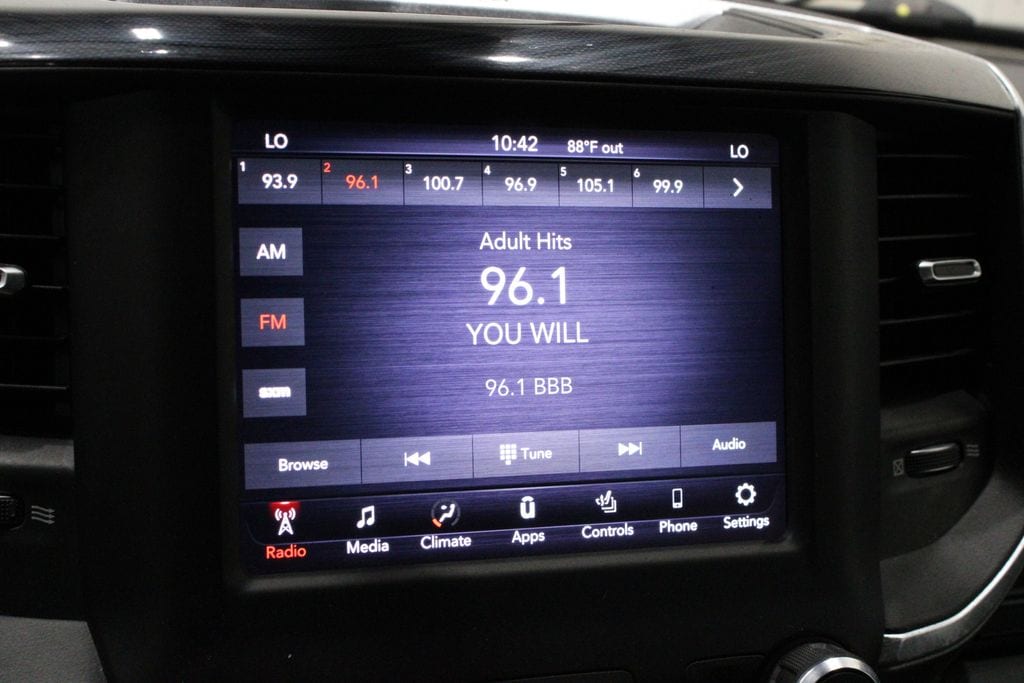 LO 10:42 88°F out LO
1 93.9 2 96.1 3 100.7 4 96.9 5 105.1 6 99.9
AM
FM
sxm
Adult Hits
96.1
YOU WILL
96.1 BBB
Browse Tune Audio
Radio Media Climate Apps Controls Phone Settings